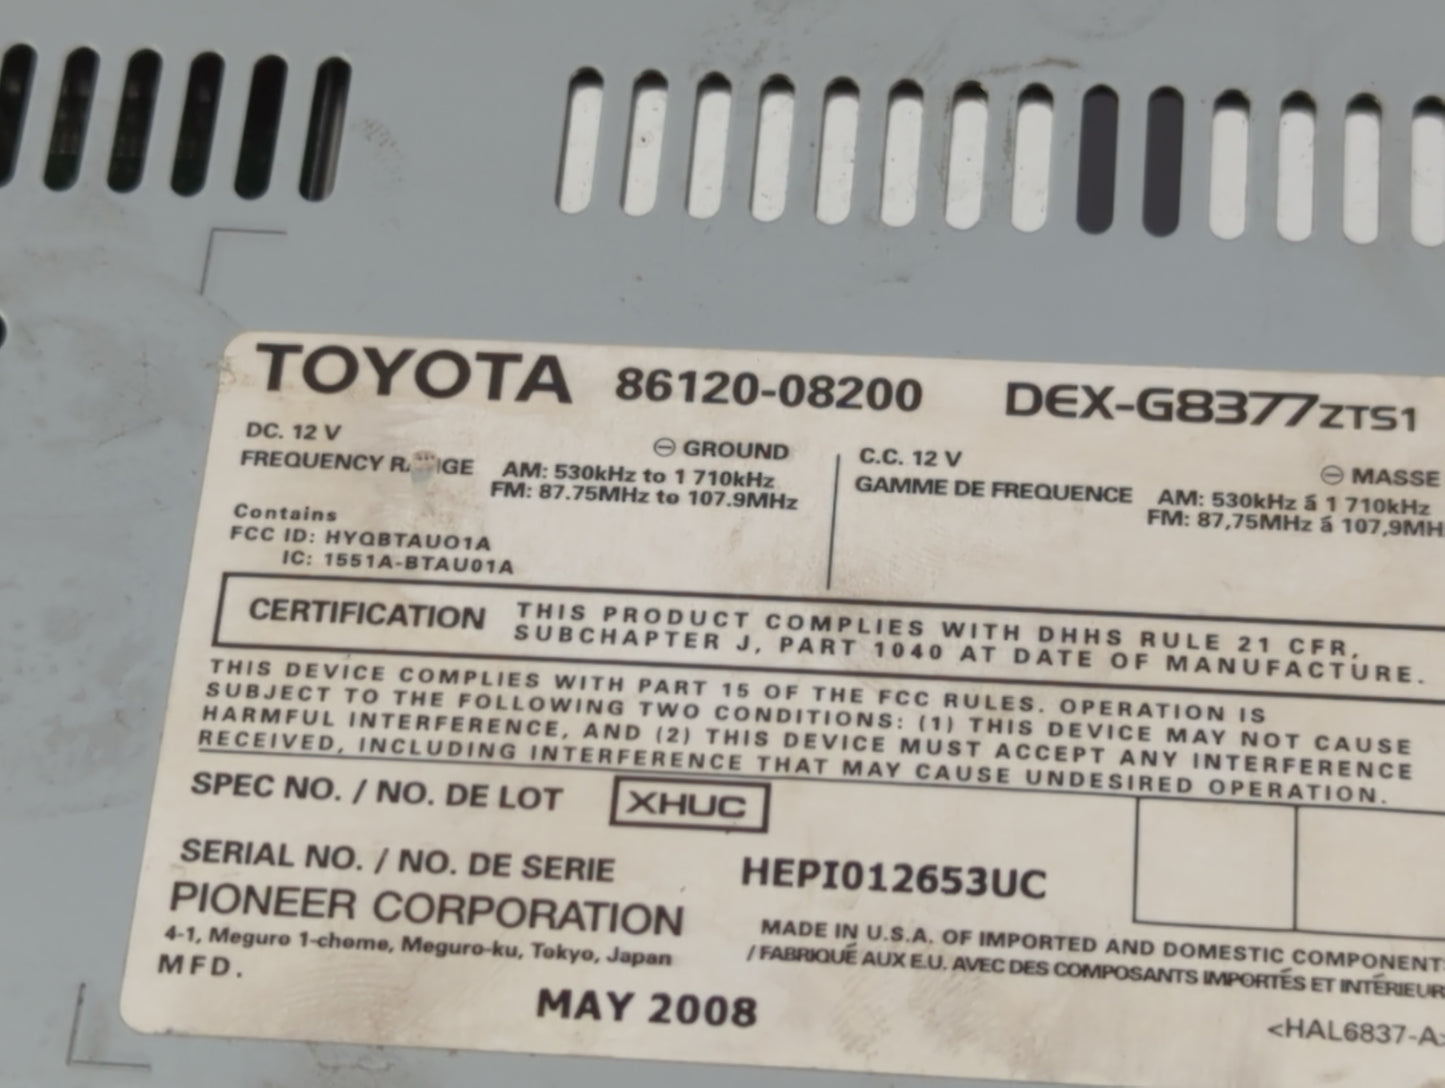 TOYOTA 86120-08200 DEX-G8377ZTS1
DC. 12 V ⊖ GROUND
FREQUENCY RANGE AM: 530kHz to 1 710kHz
FM: 87.75MHz to 107.9MHz
C.C. 12 V ⊖ MASSE
GAMME DE FREQUENCE AM: 530kHz á 1 710kHz
FM: 87,75MHz á 107,9MH
Contains
FCC ID: HYQBTAU01A
IC: 1551A-BTAU01A
CERTIFICATION THIS PRODUCT COMPLIES WITH DHHS RULE 21 CFR,
SUBCHAPTER J, PART 1040 AT DATE OF MANUFACTURE.
THIS DEVICE COMPLIES WITH PART 15 OF THE FCC RULES. OPERATION IS
SUBJECT TO THE FOLLOWING TWO CONDITIONS: (1) THIS DEVICE MAY NOT CAUSE
HARMFUL INTERFERENCE, AND (2) THIS DEVICE MUST ACCEPT ANY INTERFERENCE
RECEIVED, INCLUDING INTERFERENCE THAT MAY CAUSE UNDESIRED OPERATION.
SPEC NO. / NO. DE LOT XHUC
SERIAL NO. / NO. DE SERIE HEPI012653UC
PIONEER CORPORATION
4-1, Meguro 1-chome, Meguro-ku, Tokyo, Japan
MFD.
MAY 2008
MADE IN U.S.A. OF IMPORTED AND DOMESTIC COMPONENTS
/ FABRIQUÉ AUX E.U. AVEC DES COMPOSANTS IMPORTÉS ET INTÉRIEUR
<HAL6837-A>